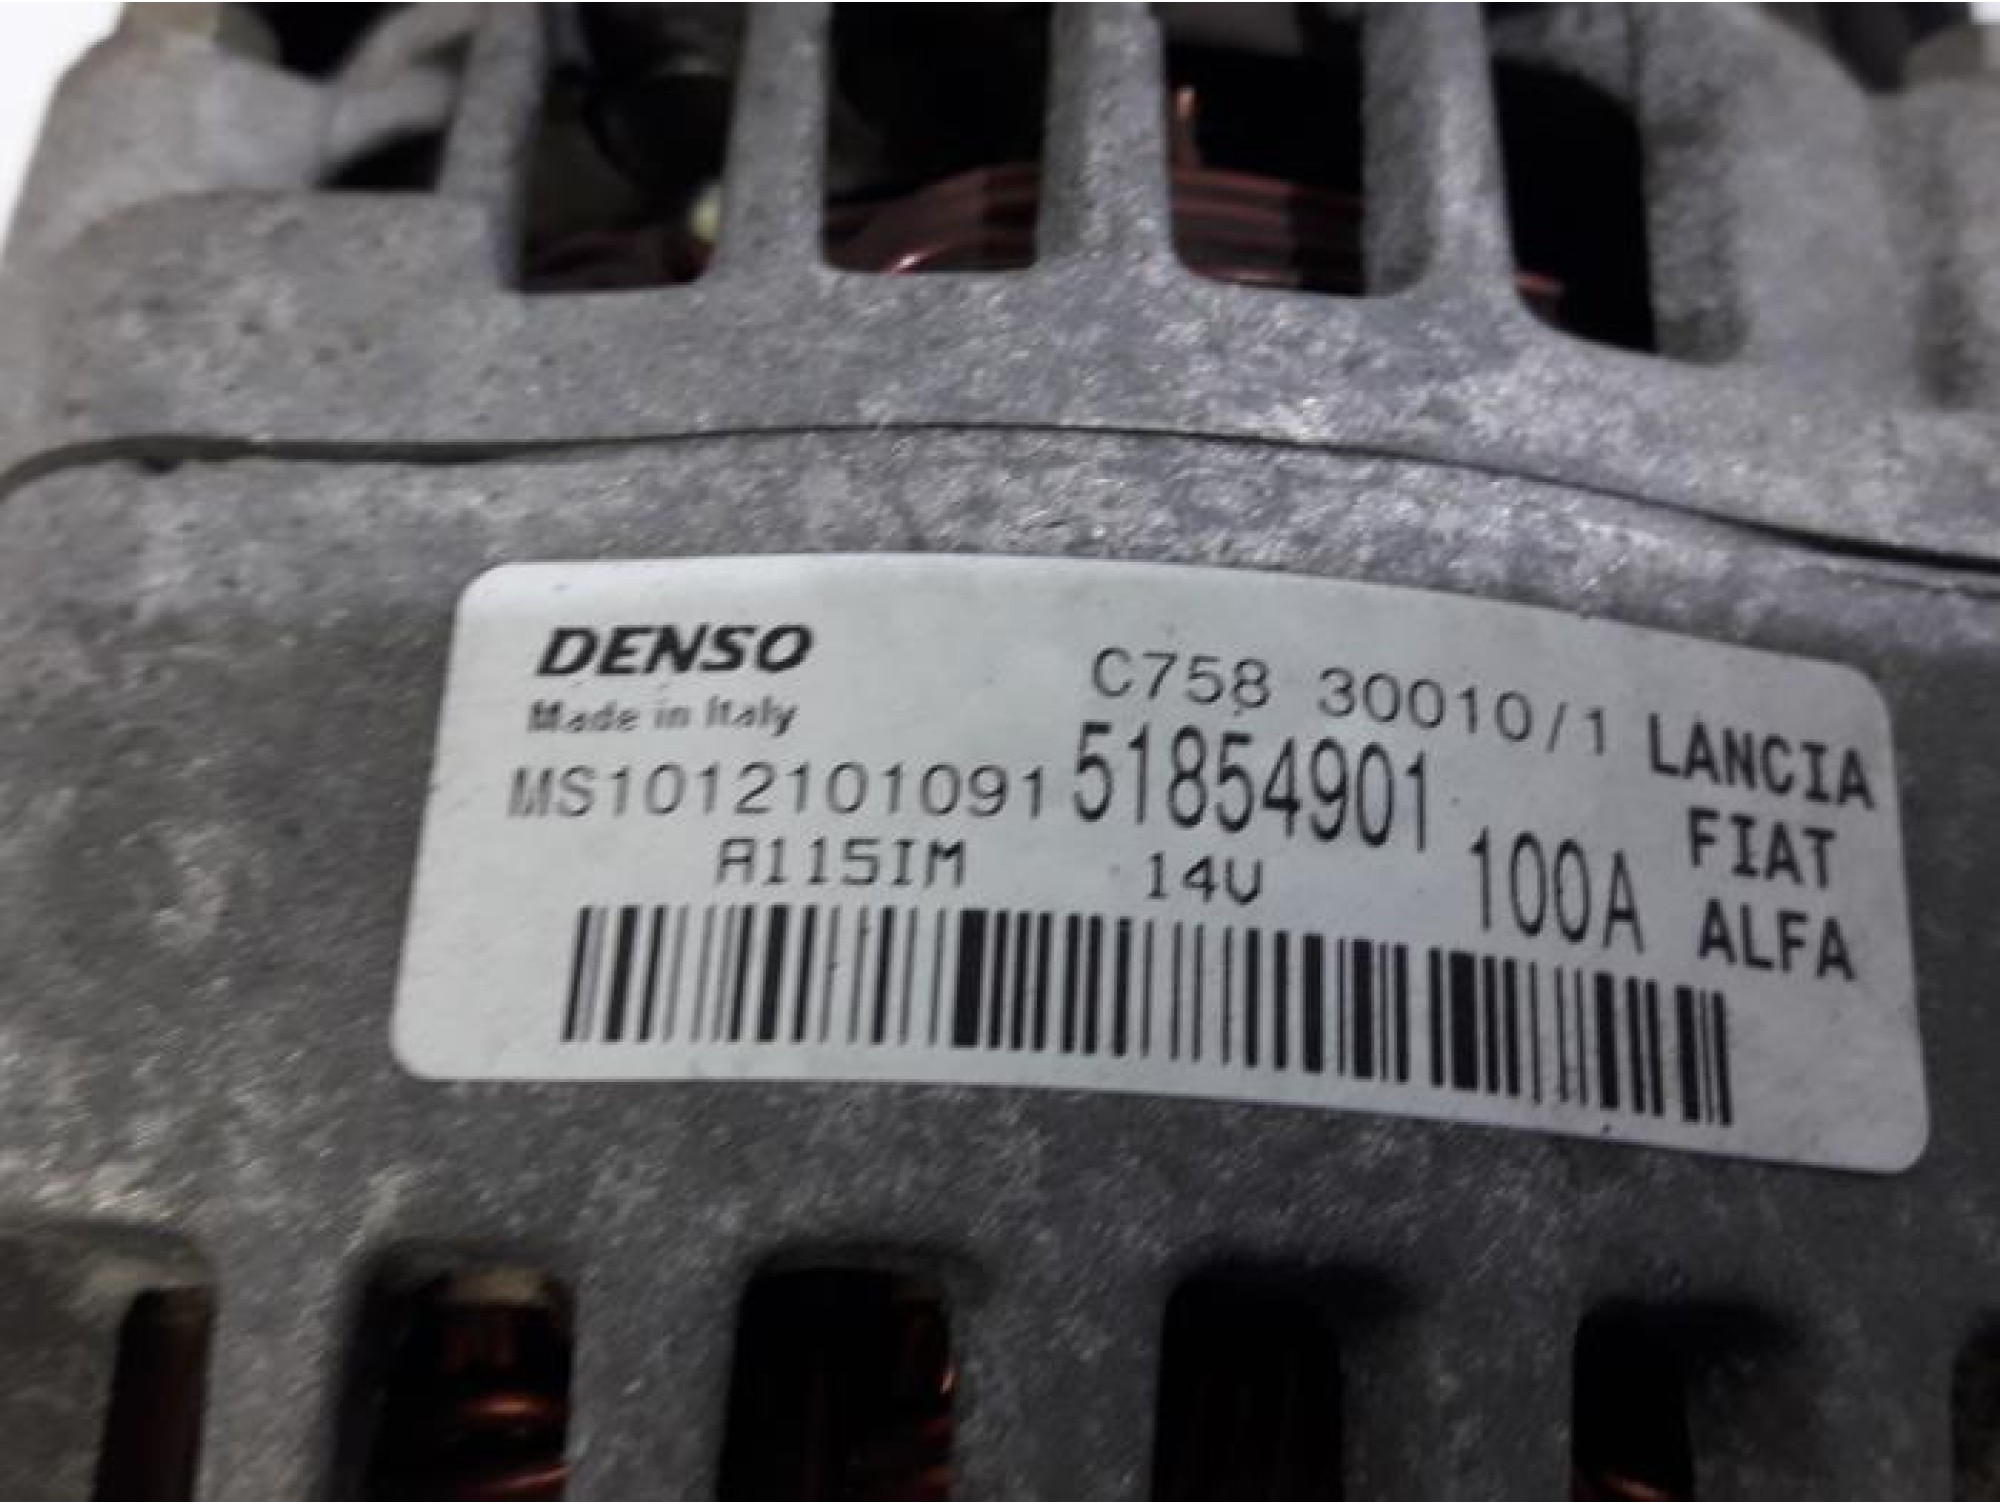 DENSO
Made in Italy
C758 30010/1
LANCIA
MS1012101091 51854901
FIAT
A115IM 14V 100A
ALFA